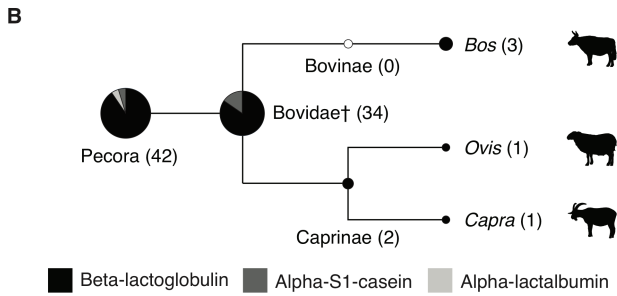 B
Bos (3)
Bovinae (0)
Bovidae† (34)
Pecora (42)
Ovis (1)
Capra (1)
Caprinae (2)
Beta-lactoglobulin Alpha-S1-casein Alpha-lactalbumin